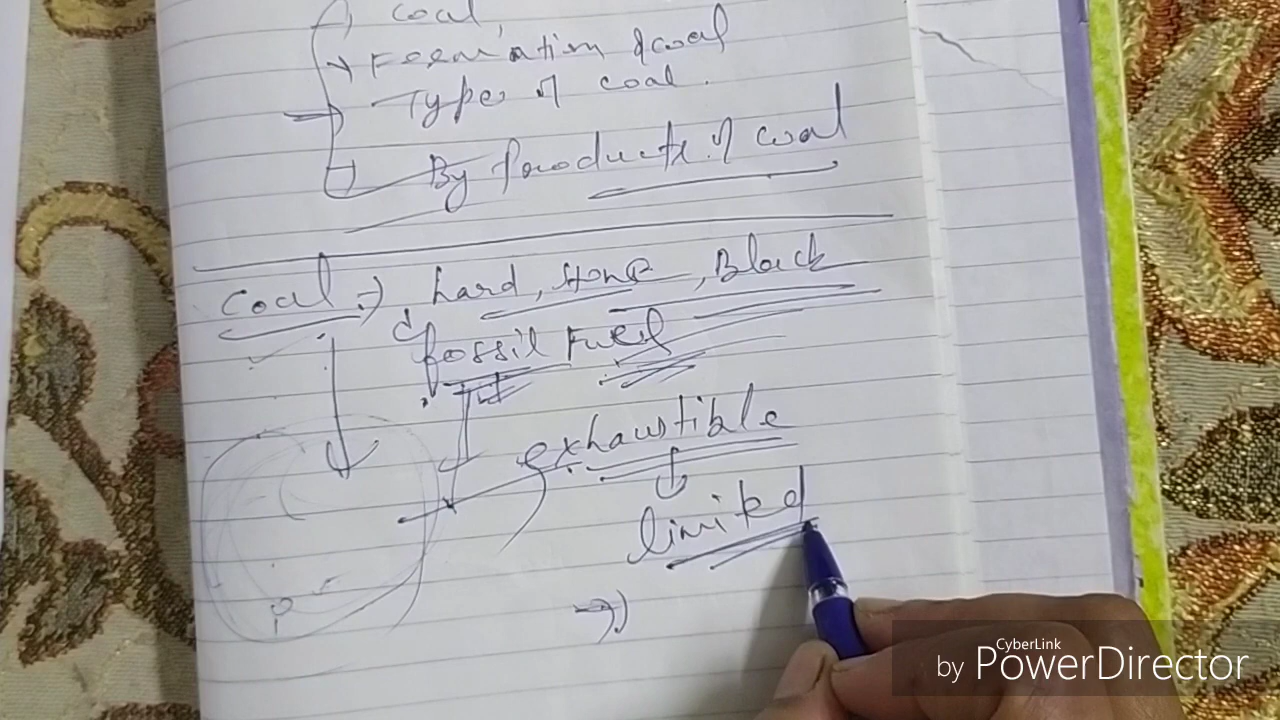 coal,
Formation of coal
Types of coal.
By products of coal
Coal :-) hard, stone, Black
fossil Fuel
exhaustible
limited
CyberLink
by PowerDirector